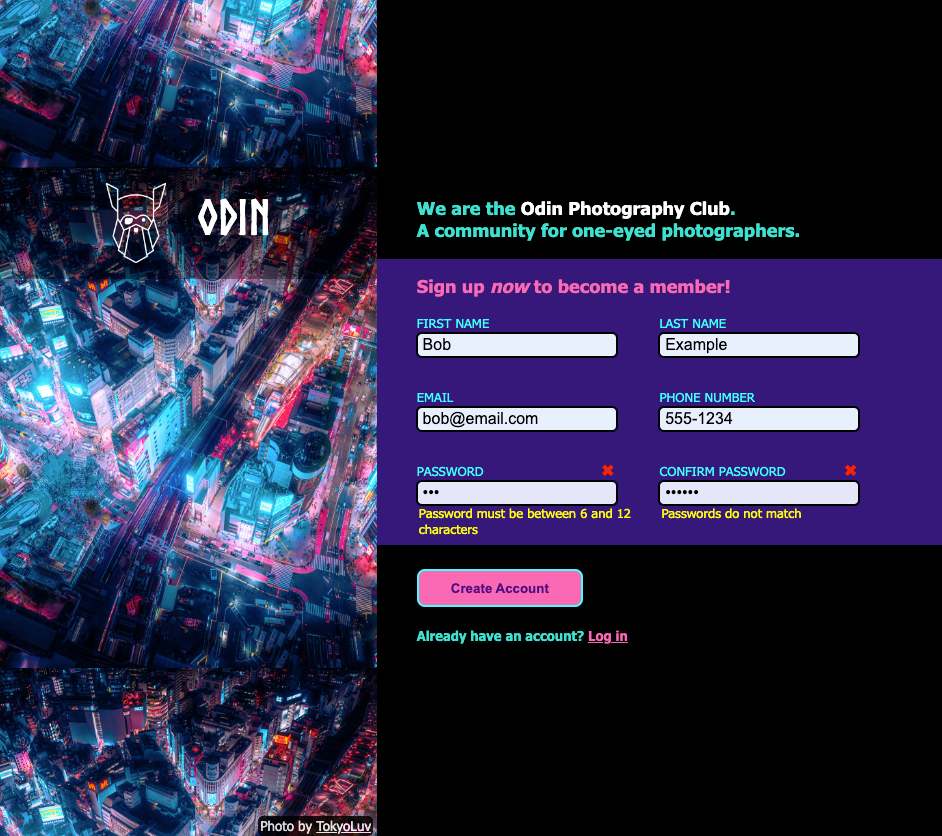 ODIN
We are the Odin Photography Club.
A community for one-eyed photographers.
Sign up now to become a member!
FIRST NAME
LAST NAME
Bob
Example
EMAIL
PHONE NUMBER
bob@email.com
555-1234
PASSWORD ✖
CONFIRM PASSWORD ✖
•••
••••••
Password must be between 6 and 12
characters
Passwords do not match
Create Account
Already have an account? Log in
Photo by TokyoLuv